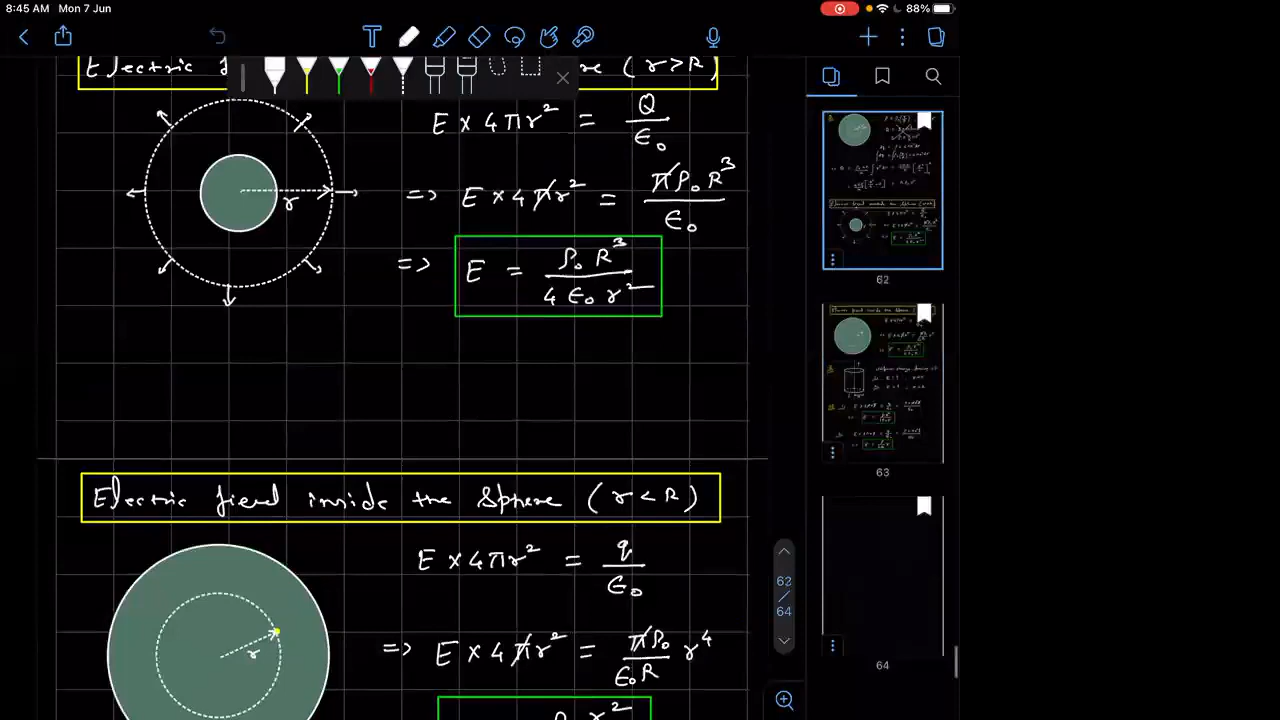 8:45 AM Mon 7 Jun
88%
(r>R)
E × 4πr² = Q/ϵ₀
=> E × 4πr² = πρ₀R³/ϵ₀
r
=> E = ρ₀R³/4ϵ₀r²
Electric field inside the Sphere (r<R)
E × 4πr² = q/ϵ₀
=> E × 4πr² = πρ₀/ϵ₀R r⁴
r
62
/
64
62
63
64